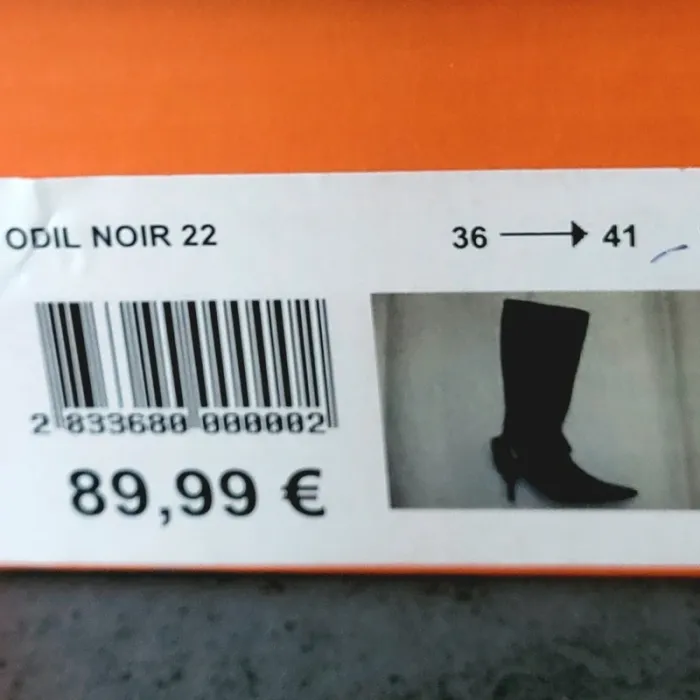 ODIL NOIR 22
36 → 41
2 833680 000002
89,99 €